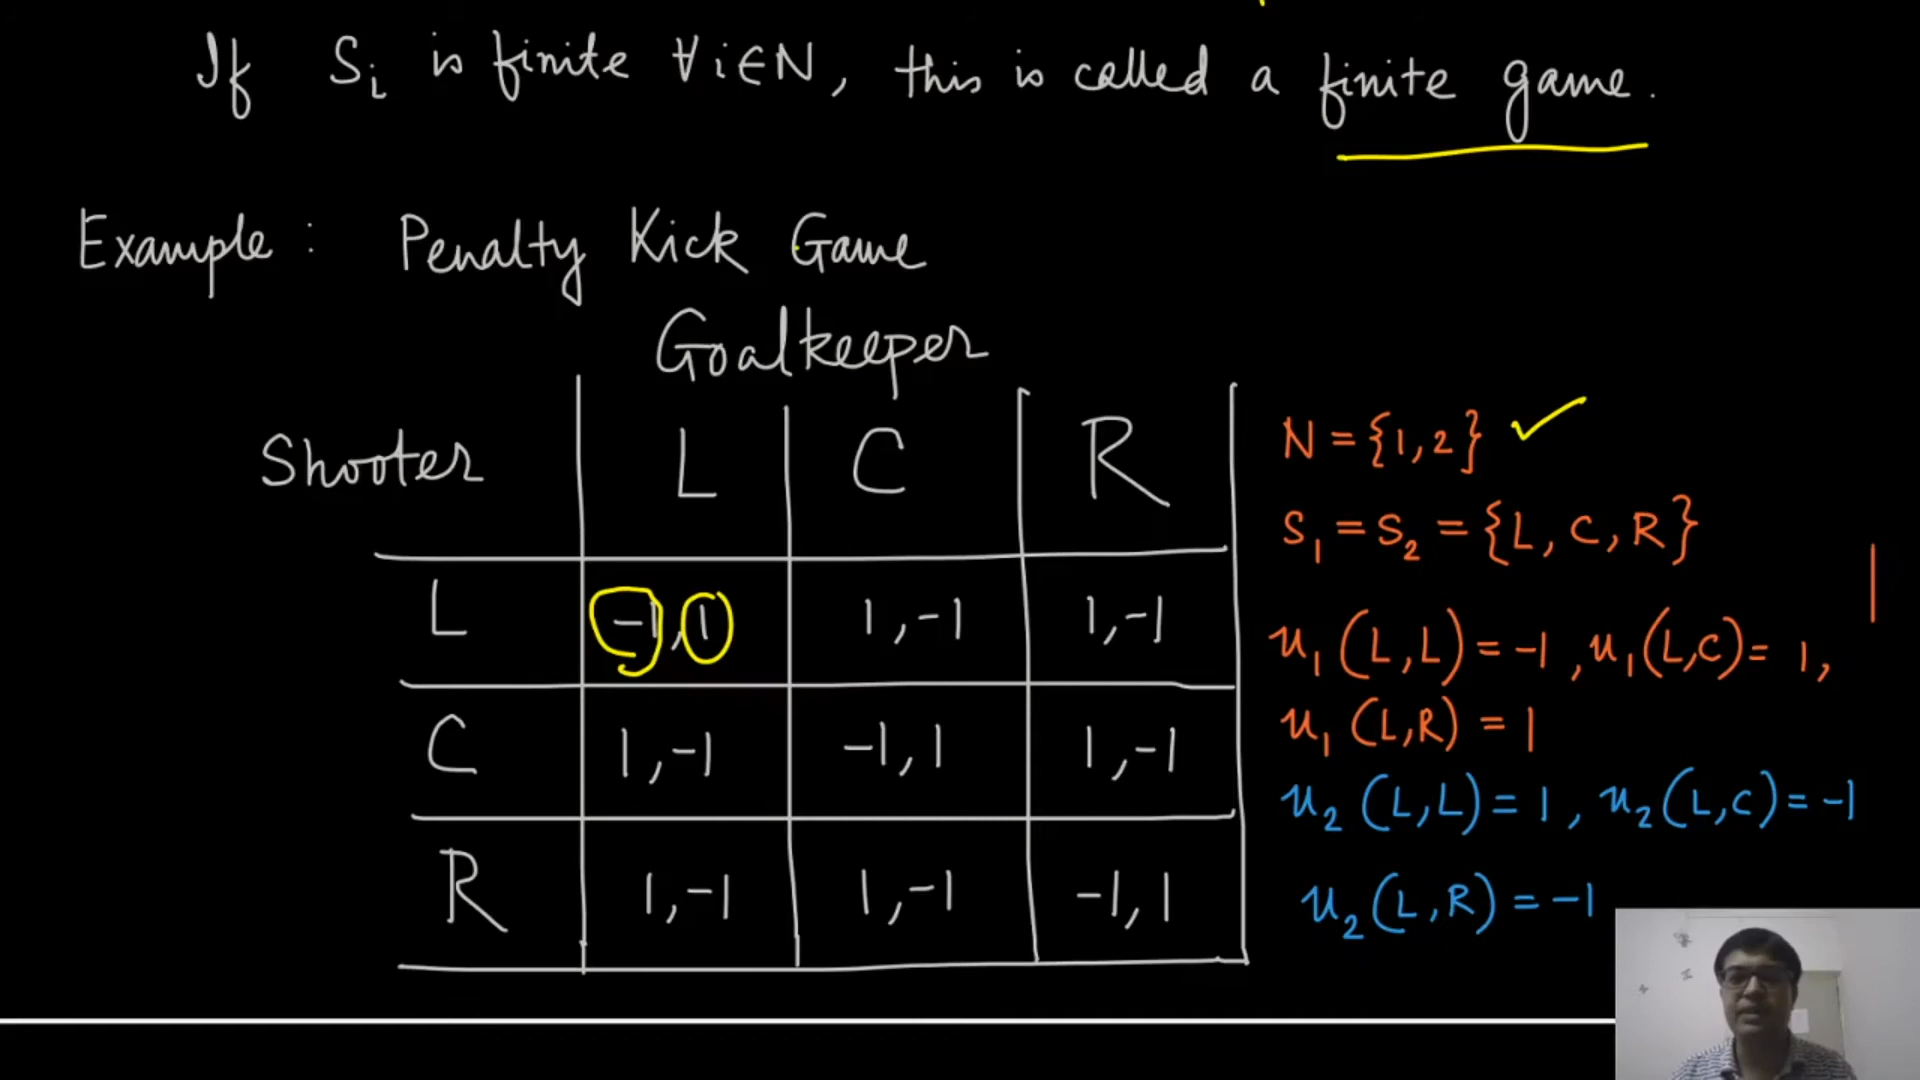 If Sᵢ is finite ∀ i ∈ N, this is called a finite game.
Example : Penalty Kick Game
Goalkeeper
Shooter L C R
L -1,1 1,-1 1,-1
C 1,-1 -1,1 1,-1
R 1,-1 1,-1 -1,1
N = {1,2} ✓
S₁ = S₂ = {L, C, R}
u₁(L,L) = -1, u₁(L,C) = 1,
u₁(L,R) = 1
u₂(L,L) = 1, u₂(L,C) = -1
u₂(L,R) = -1